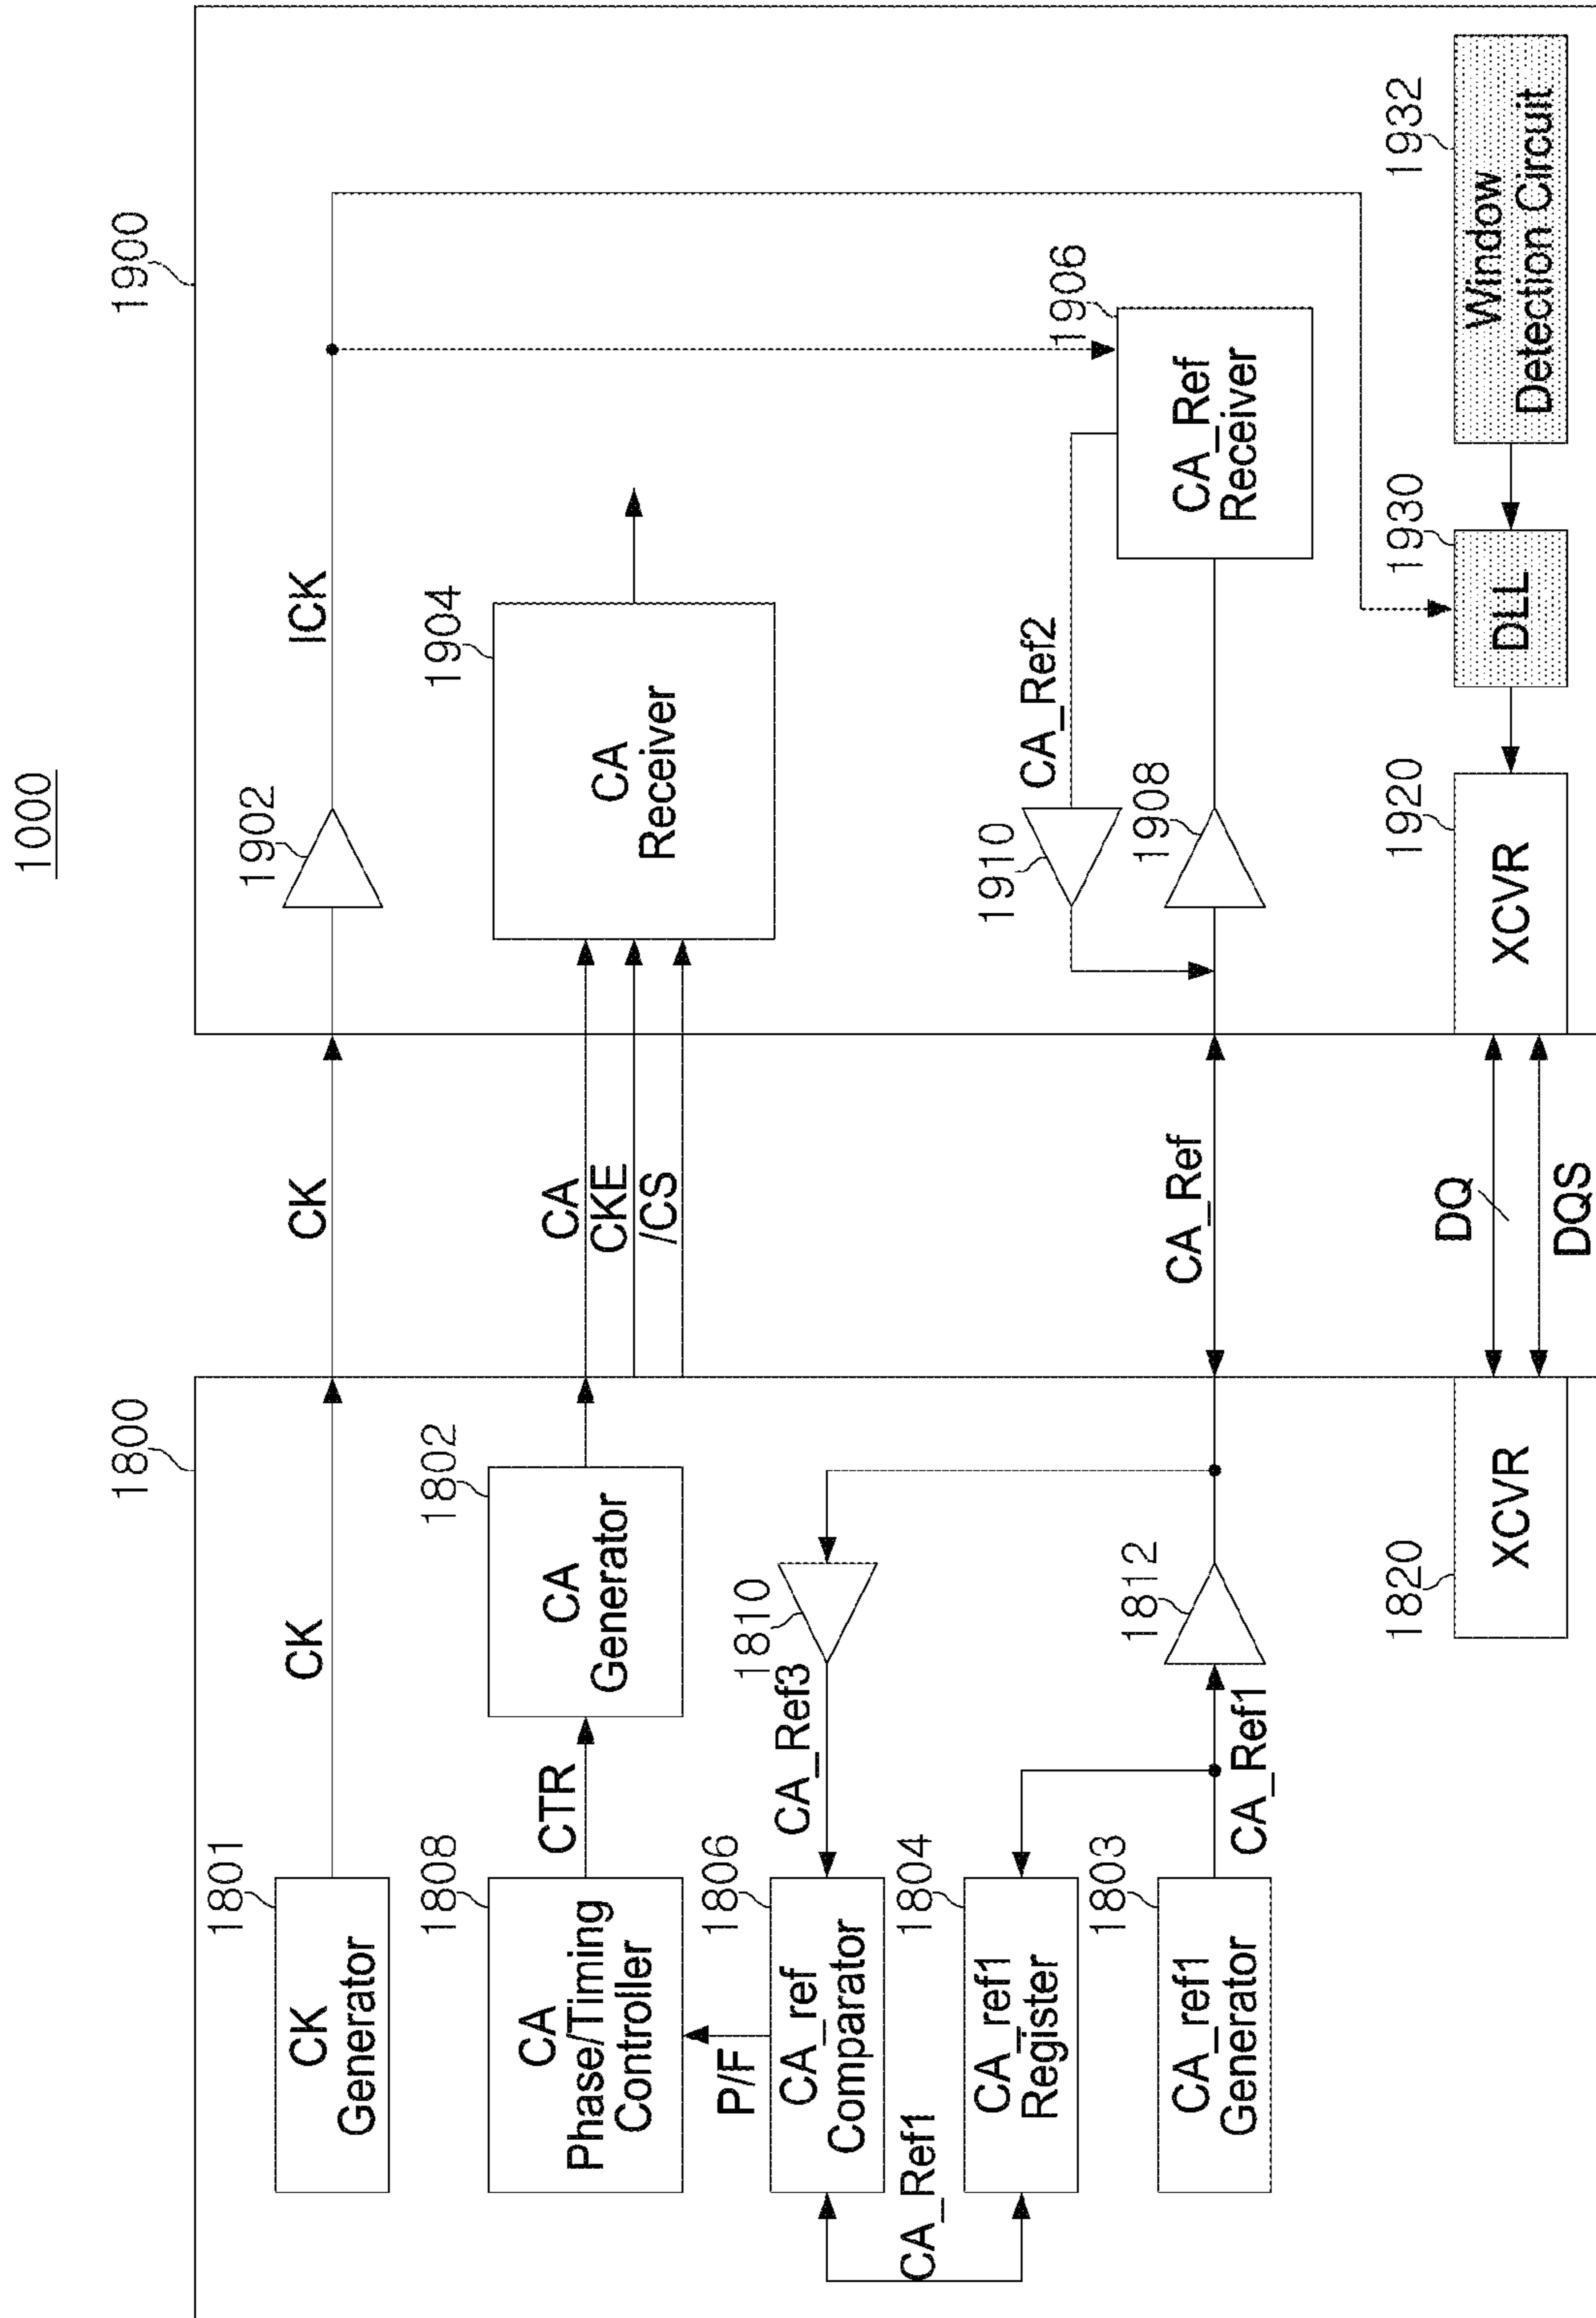 1000
1800
1900
1801
CK
Generator
CK
CK
1902
ICK
1808
CA
Phase/Timing
Controller
CTR
1802
CA
Generator
CA
CKE
/CS
1904
CA
Receiver
P/F
1806
CA_ref
Comparator
CA_Ref3
1810
CA_Ref1
1804
CA_ref1
Register
1803
CA_ref1
Generator
CA_Ref1
1812
CA_Ref
1910
CA_Ref2
1908
1906
CA_Ref
Receiver
1820
XCVR
DQ
DQS
1920
XCVR
1930
DLL
1932
Window
Detection Circuit